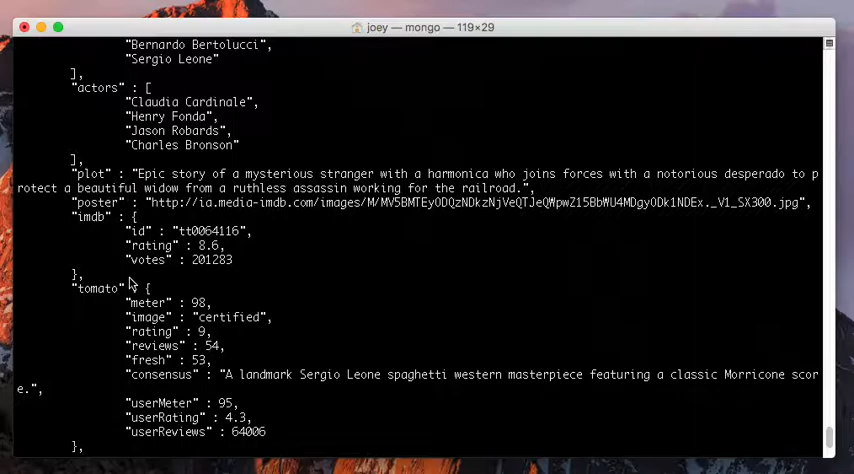 joey — mongo — 119×29
"Bernardo Bertolucci",
"Sergio Leone"
],
"actors" : [
"Claudia Cardinale",
"Henry Fonda",
"Jason Robards",
"Charles Bronson"
],
"plot" : "Epic story of a mysterious stranger with a harmonica who joins forces with a notorious desperado to p
rotect a beautiful widow from a ruthless assassin working for the railroad.",
"poster" : "http://ia.media-imdb.com/images/M/MV5BMTEyODQzNDkzNjVeQTJeQWpwZ15BbWU4MDgyODk1NDEx._V1_SX300.jpg",
"imdb" : {
"id" : "tt0064116",
"rating" : 8.6,
"votes" : 201283
},
"tomato" : {
"meter" : 98,
"image" : "certified",
"rating" : 9,
"reviews" : 54,
"fresh" : 53,
"consensus" : "A landmark Sergio Leone spaghetti western masterpiece featuring a classic Morricone scor
e.",
"userMeter" : 95,
"userRating" : 4.3,
"userReviews" : 64006
},